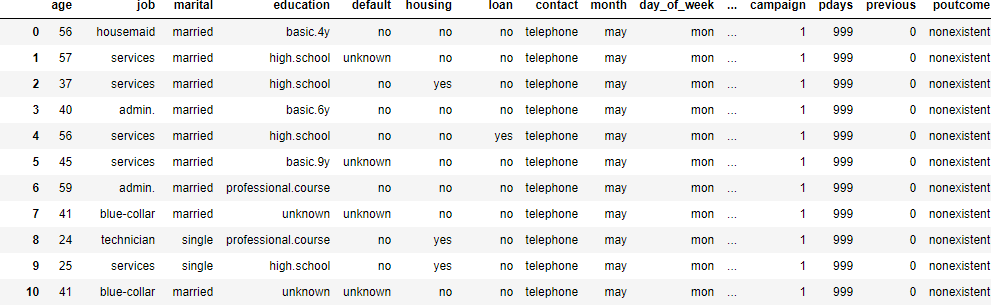 age job marital education default housing loan contact month day_of_week ... campaign pdays previous poutcome
0 56 housemaid married basic.4y no no no telephone may mon ... 1 999 0 nonexistent
1 57 services married high.school unknown no no telephone may mon ... 1 999 0 nonexistent
2 37 services married high.school no yes no telephone may mon ... 1 999 0 nonexistent
3 40 admin. married basic.6y no no no telephone may mon ... 1 999 0 nonexistent
4 56 services married high.school no no yes telephone may mon ... 1 999 0 nonexistent
5 45 services married basic.9y unknown no no telephone may mon ... 1 999 0 nonexistent
6 59 admin. married professional.course no no no telephone may mon ... 1 999 0 nonexistent
7 41 blue-collar married unknown unknown no no telephone may mon ... 1 999 0 nonexistent
8 24 technician single professional.course no yes no telephone may mon ... 1 999 0 nonexistent
9 25 services single high.school no yes no telephone may mon ... 1 999 0 nonexistent
10 41 blue-collar married unknown unknown no no telephone may mon ... 1 999 0 nonexistent